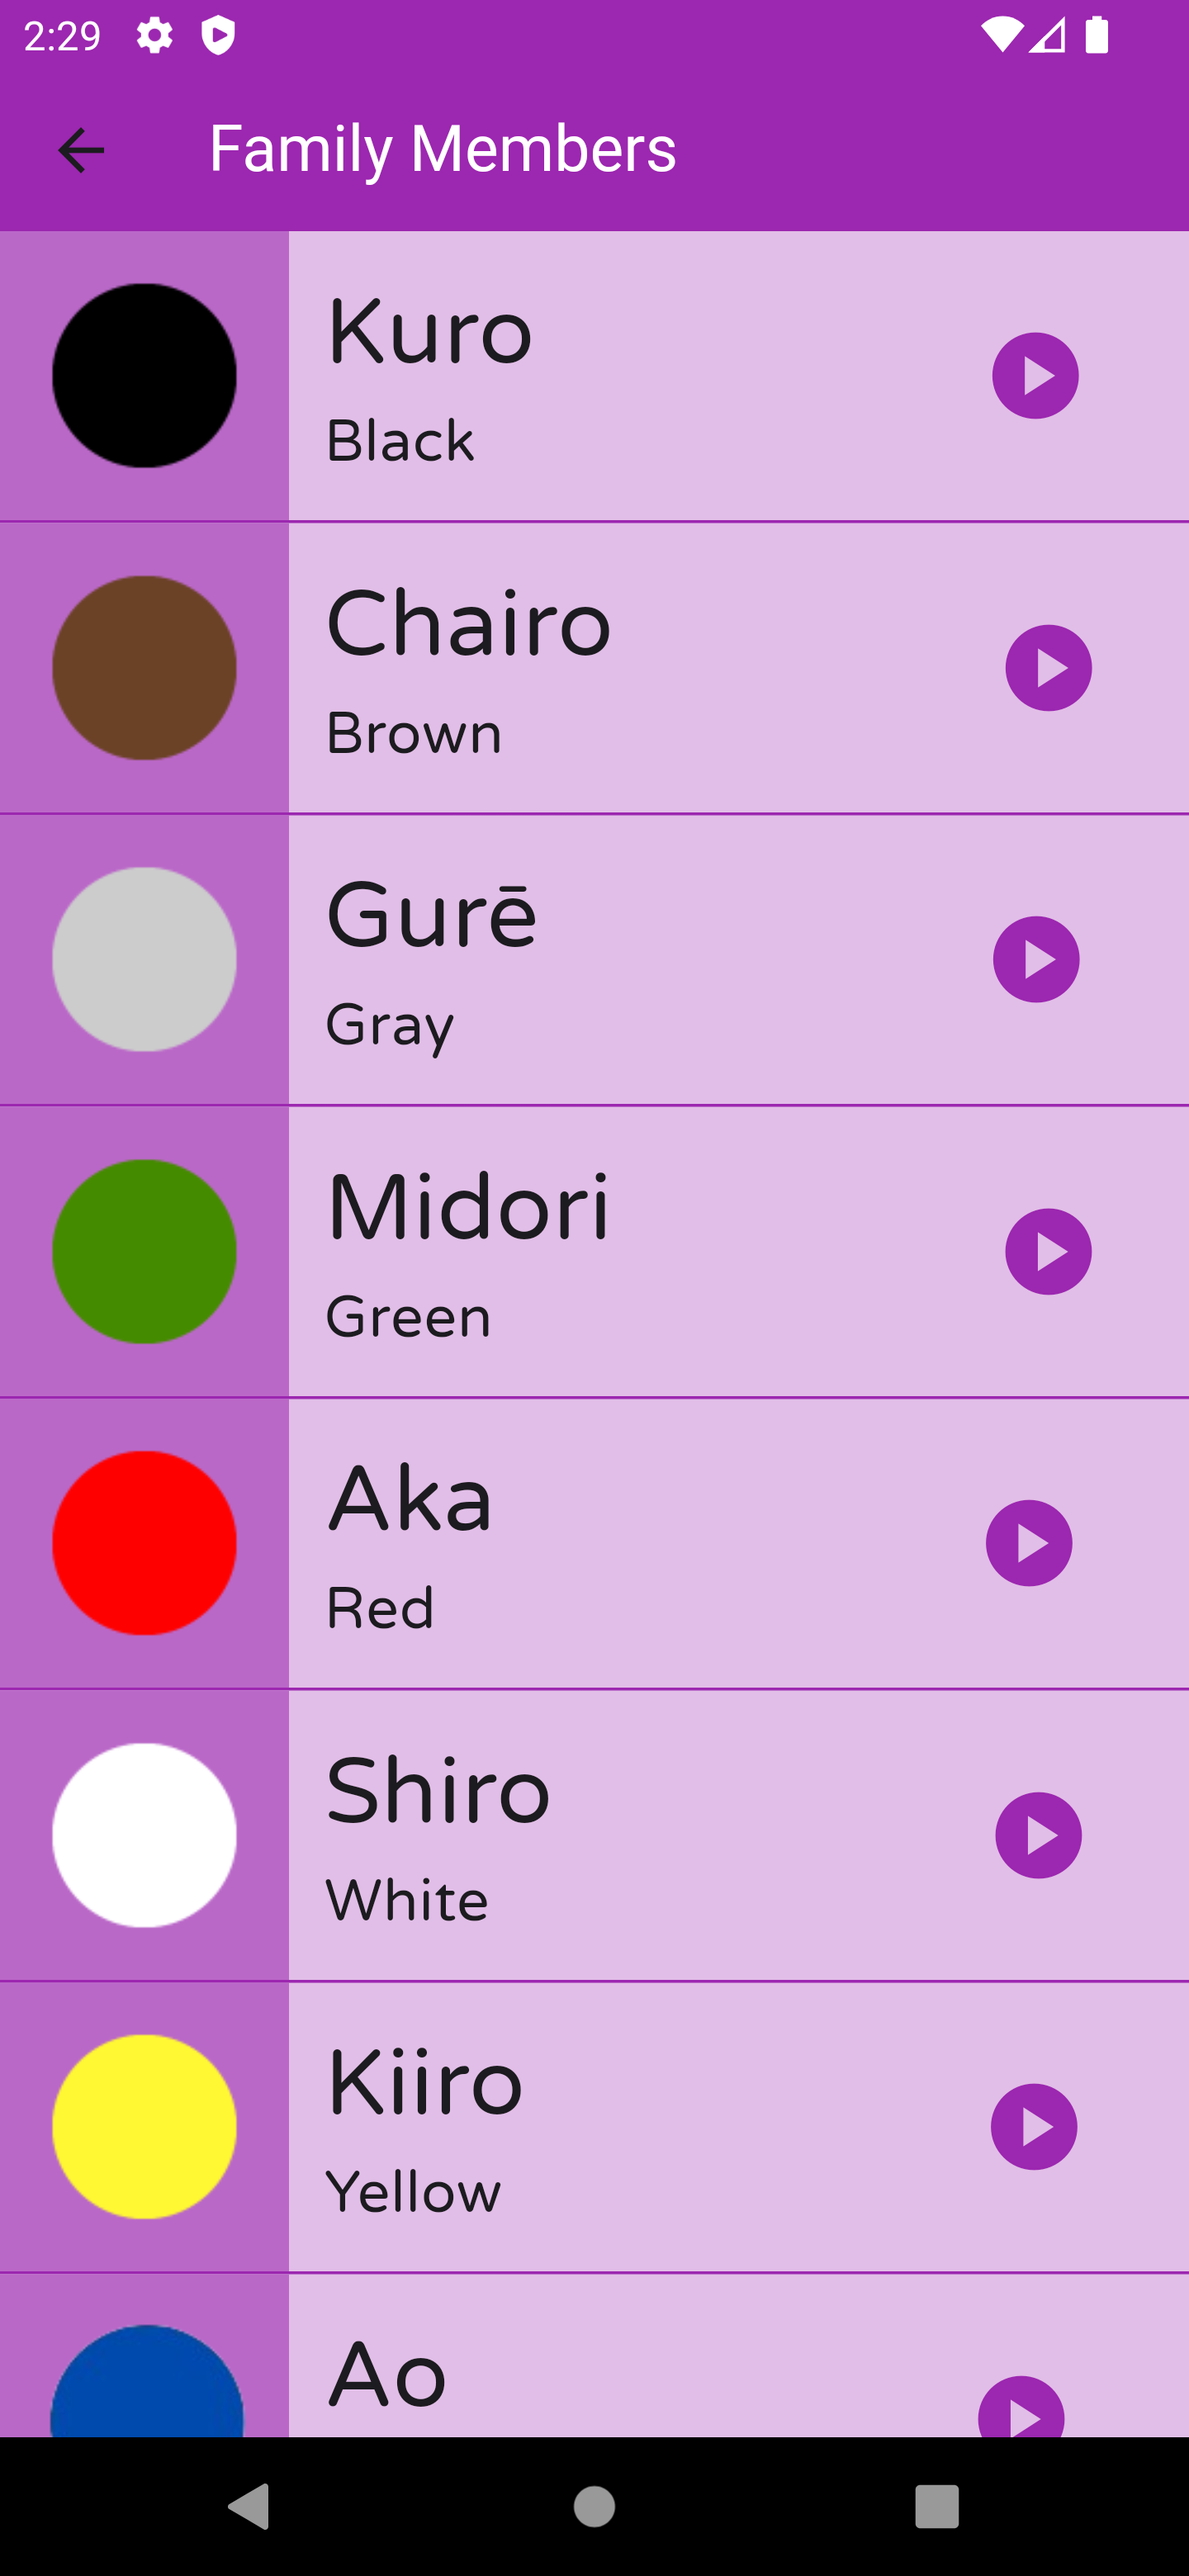 2:29
Family Members
Kuro
Black
Chairo
Brown
Gurē
Gray
Midori
Green
Aka
Red
Shiro
White
Kiiro
Yellow
Ao